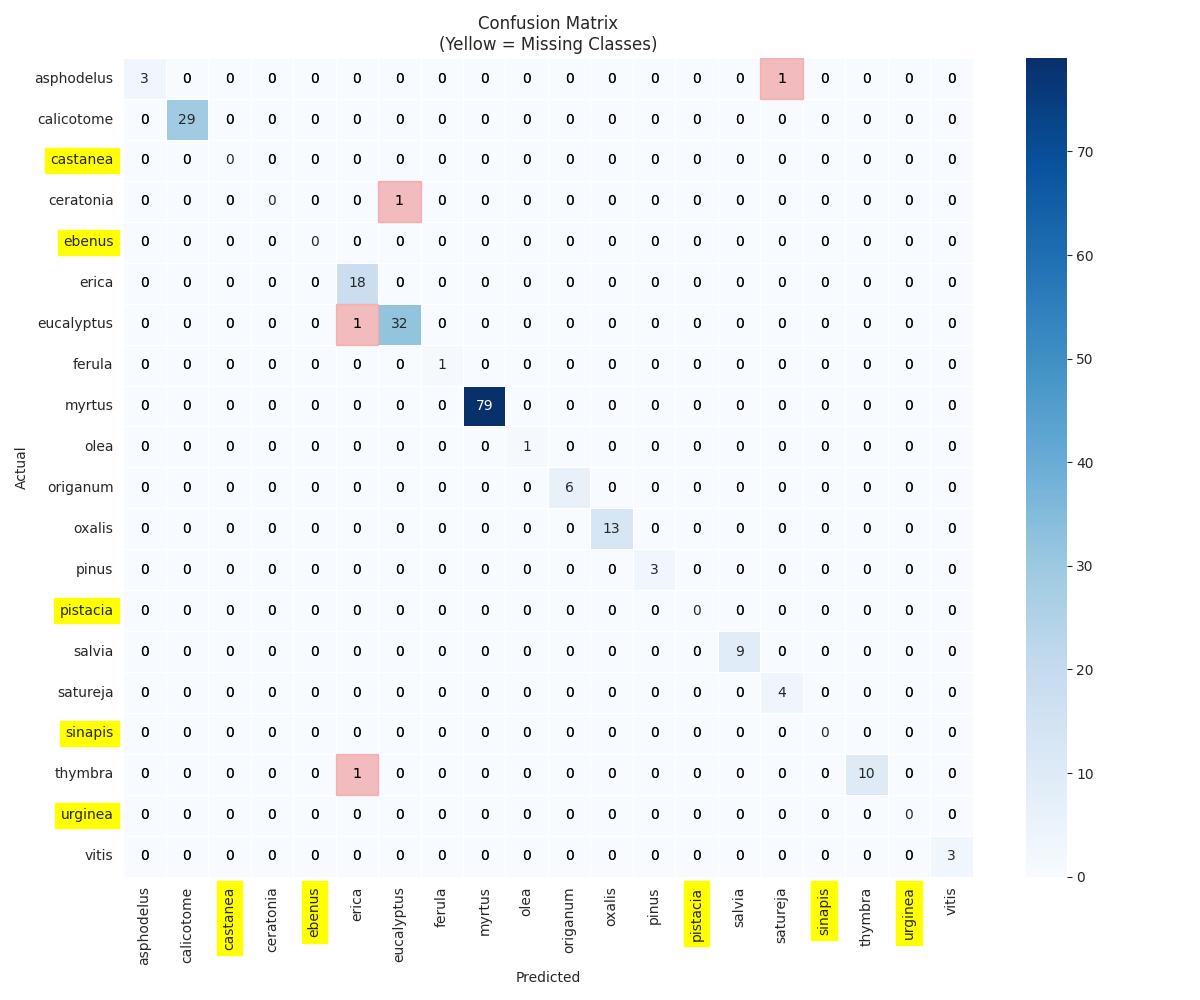 Confusion Matrix
(Yellow = Missing Classes)
asphodelus 3 0 0 0 0 0 0 0 0 0 0 0 0 0 0 1 0 0 0 0
calicotome 0 29 0 0 0 0 0 0 0 0 0 0 0 0 0 0 0 0 0 0
castanea 0 0 0 0 0 0 0 0 0 0 0 0 0 0 0 0 0 0 0 0
ceratonia 0 0 0 0 0 0 1 0 0 0 0 0 0 0 0 0 0 0 0 0
ebenus 0 0 0 0 0 0 0 0 0 0 0 0 0 0 0 0 0 0 0 0
erica 0 0 0 0 0 18 0 0 0 0 0 0 0 0 0 0 0 0 0 0
eucalyptus 0 0 0 0 0 1 32 0 0 0 0 0 0 0 0 0 0 0 0 0
ferula 0 0 0 0 0 0 0 1 0 0 0 0 0 0 0 0 0 0 0 0
myrtus 0 0 0 0 0 0 0 0 79 0 0 0 0 0 0 0 0 0 0 0
olea 0 0 0 0 0 0 0 0 0 1 0 0 0 0 0 0 0 0 0 0
origanum 0 0 0 0 0 0 0 0 0 0 6 0 0 0 0 0 0 0 0 0
oxalis 0 0 0 0 0 0 0 0 0 0 0 13 0 0 0 0 0 0 0 0
pinus 0 0 0 0 0 0 0 0 0 0 0 0 3 0 0 0 0 0 0 0
pistacia 0 0 0 0 0 0 0 0 0 0 0 0 0 0 0 0 0 0 0 0
salvia 0 0 0 0 0 0 0 0 0 0 0 0 0 0 9 0 0 0 0 0
satureja 0 0 0 0 0 0 0 0 0 0 0 0 0 0 0 4 0 0 0 0
sinapis 0 0 0 0 0 0 0 0 0 0 0 0 0 0 0 0 0 0 0 0
thymbra 0 0 0 0 0 1 0 0 0 0 0 0 0 0 0 0 0 10 0 0
urginea 0 0 0 0 0 0 0 0 0 0 0 0 0 0 0 0 0 0 0 0
vitis 0 0 0 0 0 0 0 0 0 0 0 0 0 0 0 0 0 0 0 3
Actual
asphodelus calicotome castanea ceratonia ebenus erica eucalyptus ferula myrtus olea origanum oxalis pinus pistacia salvia satureja sinapis thymbra urginea vitis
Predicted
70
60
50
40
30
20
10
0